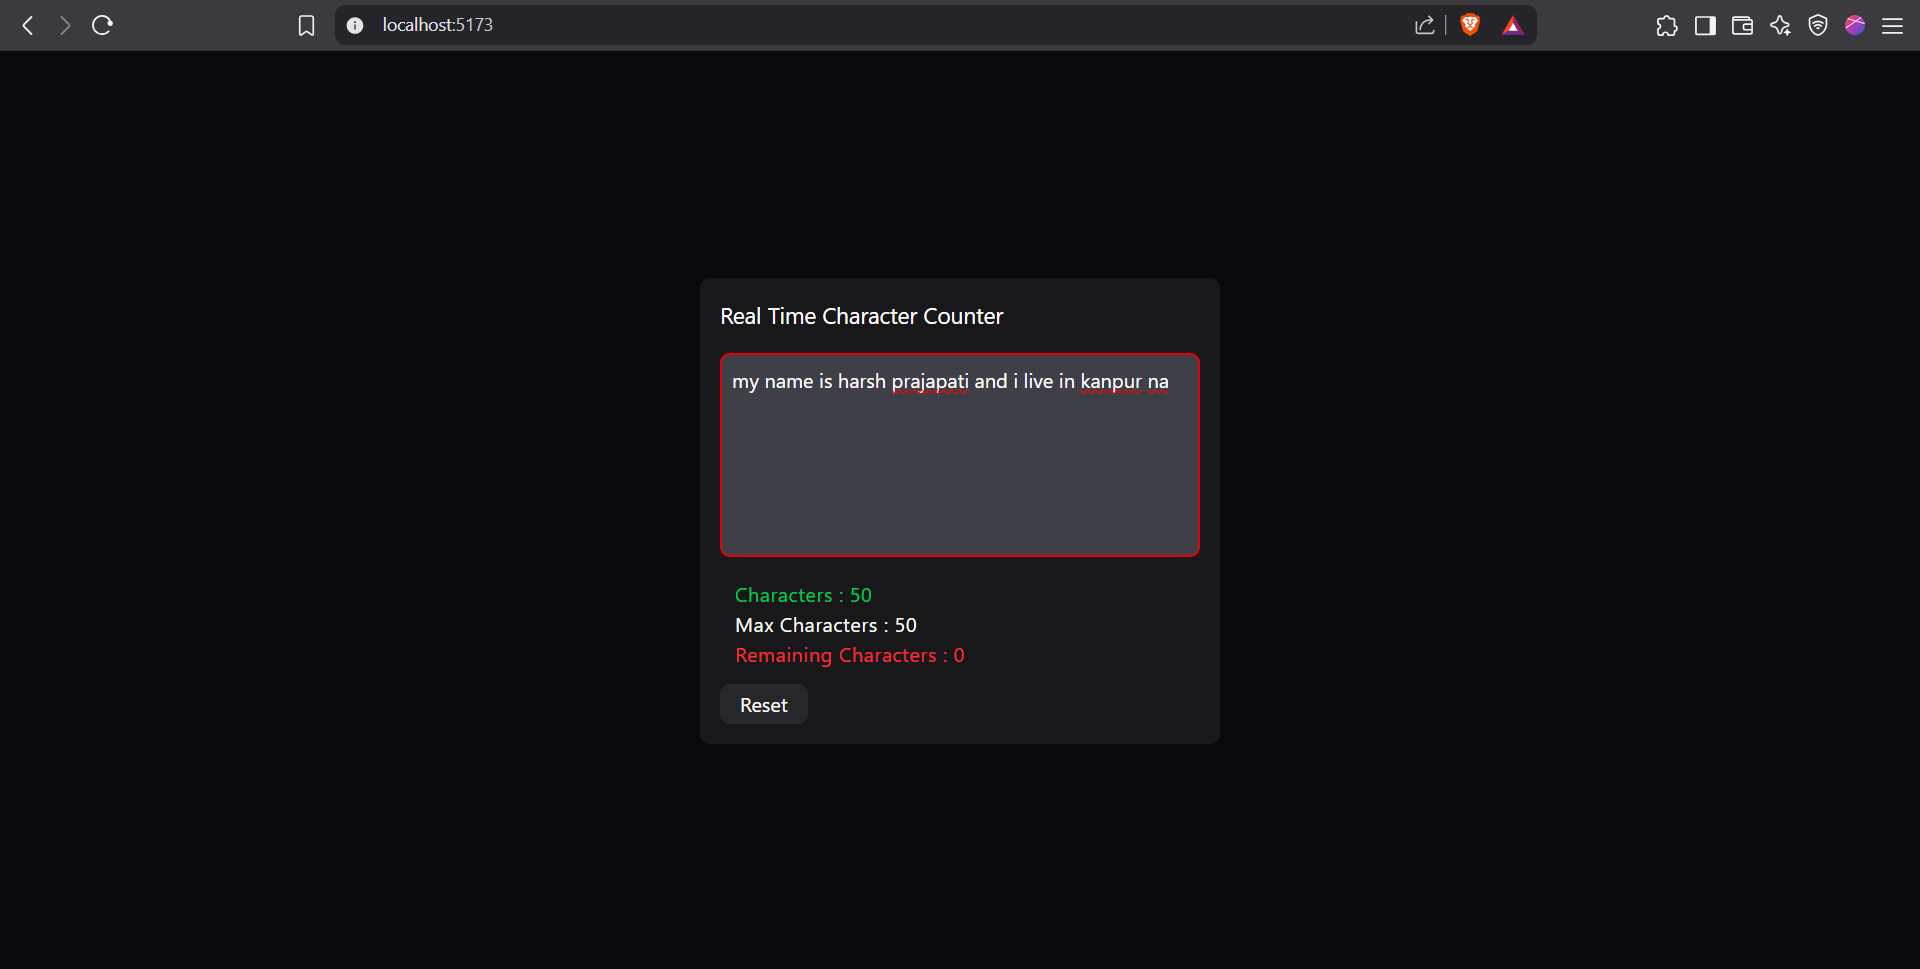 localhost:5173
Real Time Character Counter
my name is harsh prajapati and i live in kanpur na
Characters : 50
Max Characters : 50
Remaining Characters : 0
Reset